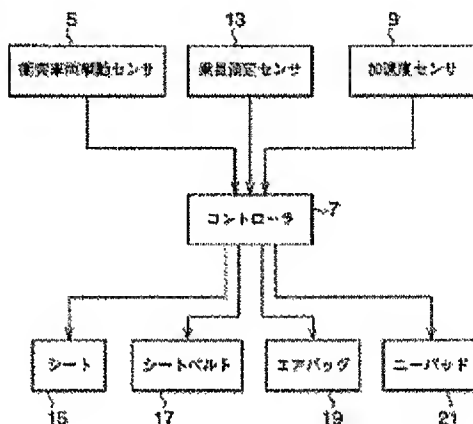 5 13 9
衝突車両挙動センサ 乗員測定センサ 加速度センサ
コントローラ 7
シート シートベルト エアバッグ ニーパッド
15 17 19 21